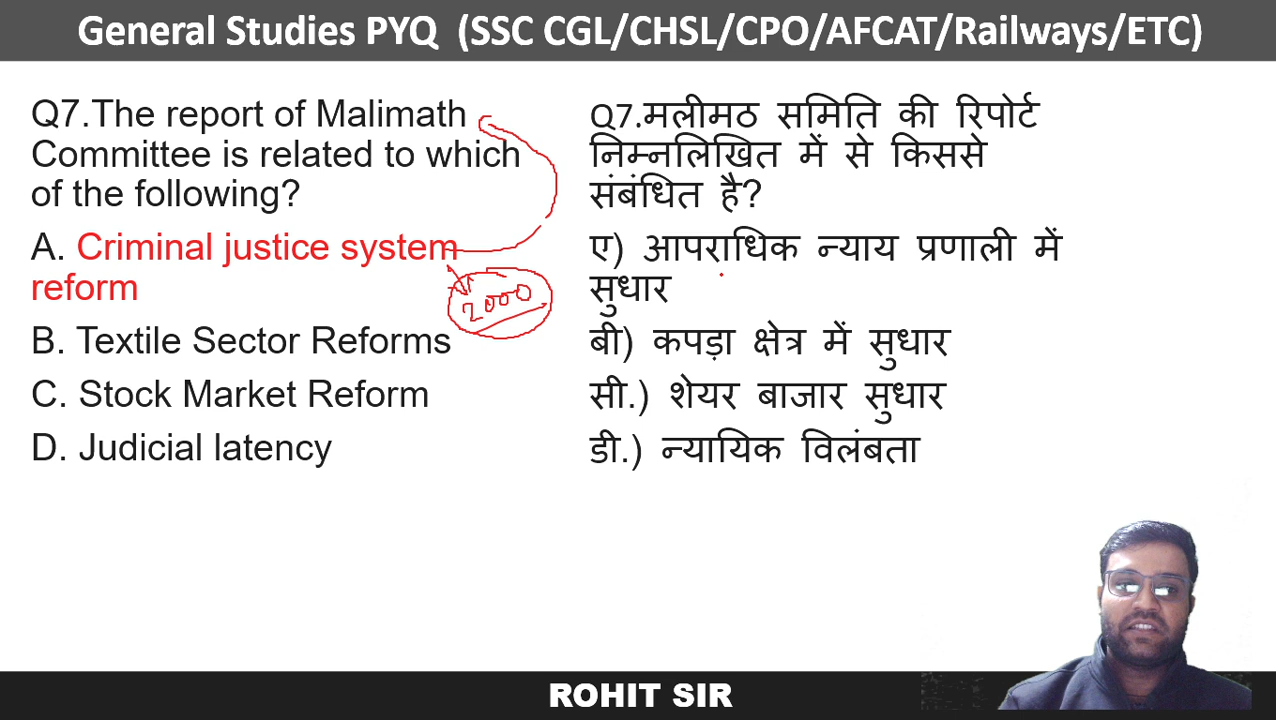 General Studies PYQ (SSC CGL/CHSL/CPO/AFCAT/Railways/ETC)
Q7.The report of Malimath
Committee is related to which
of the following?
A. Criminal justice system
reform
2000
B. Textile Sector Reforms
C. Stock Market Reform
D. Judicial latency
Q7.मलीमठ समिति की रिपोर्ट
निम्नलिखित में से किससे
संबंधित है?
ए) आपराधिक न्याय प्रणाली में
सुधार
बी) कपड़ा क्षेत्र में सुधार
सी.) शेयर बाजार सुधार
डी.) न्यायिक विलंबता
ROHIT SIR